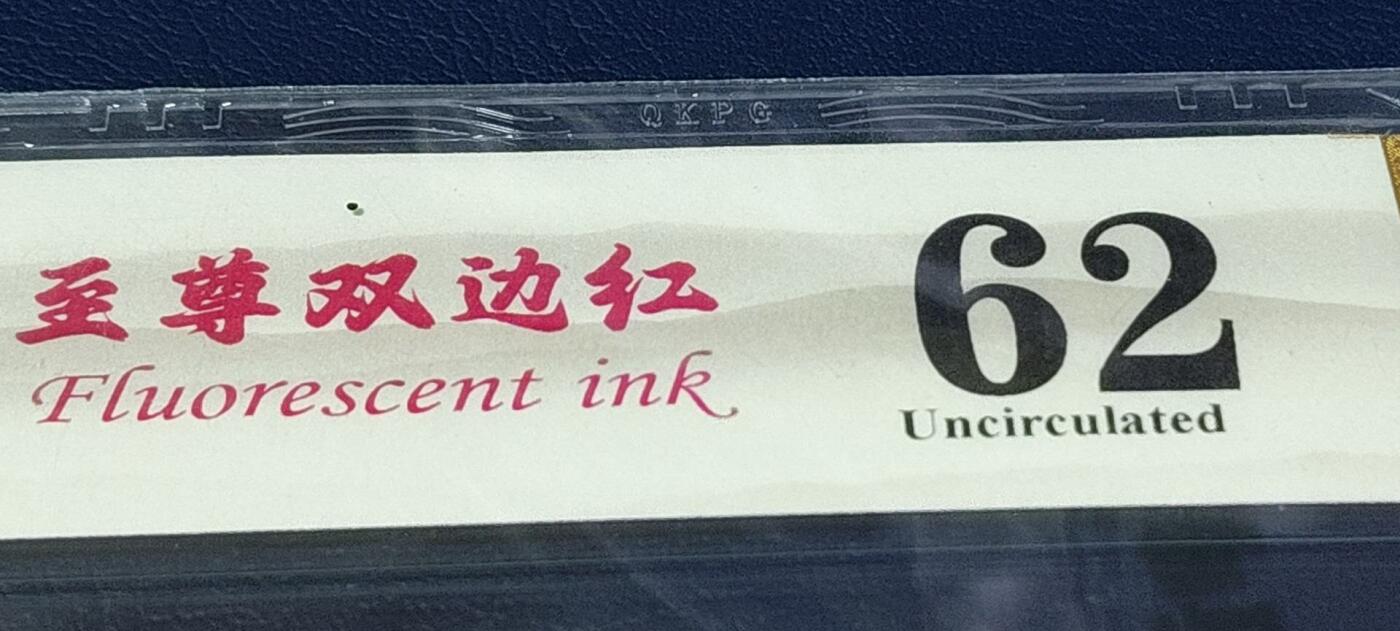 QKPG
至尊双边红
Fluorescent ink
62
Uncirculated